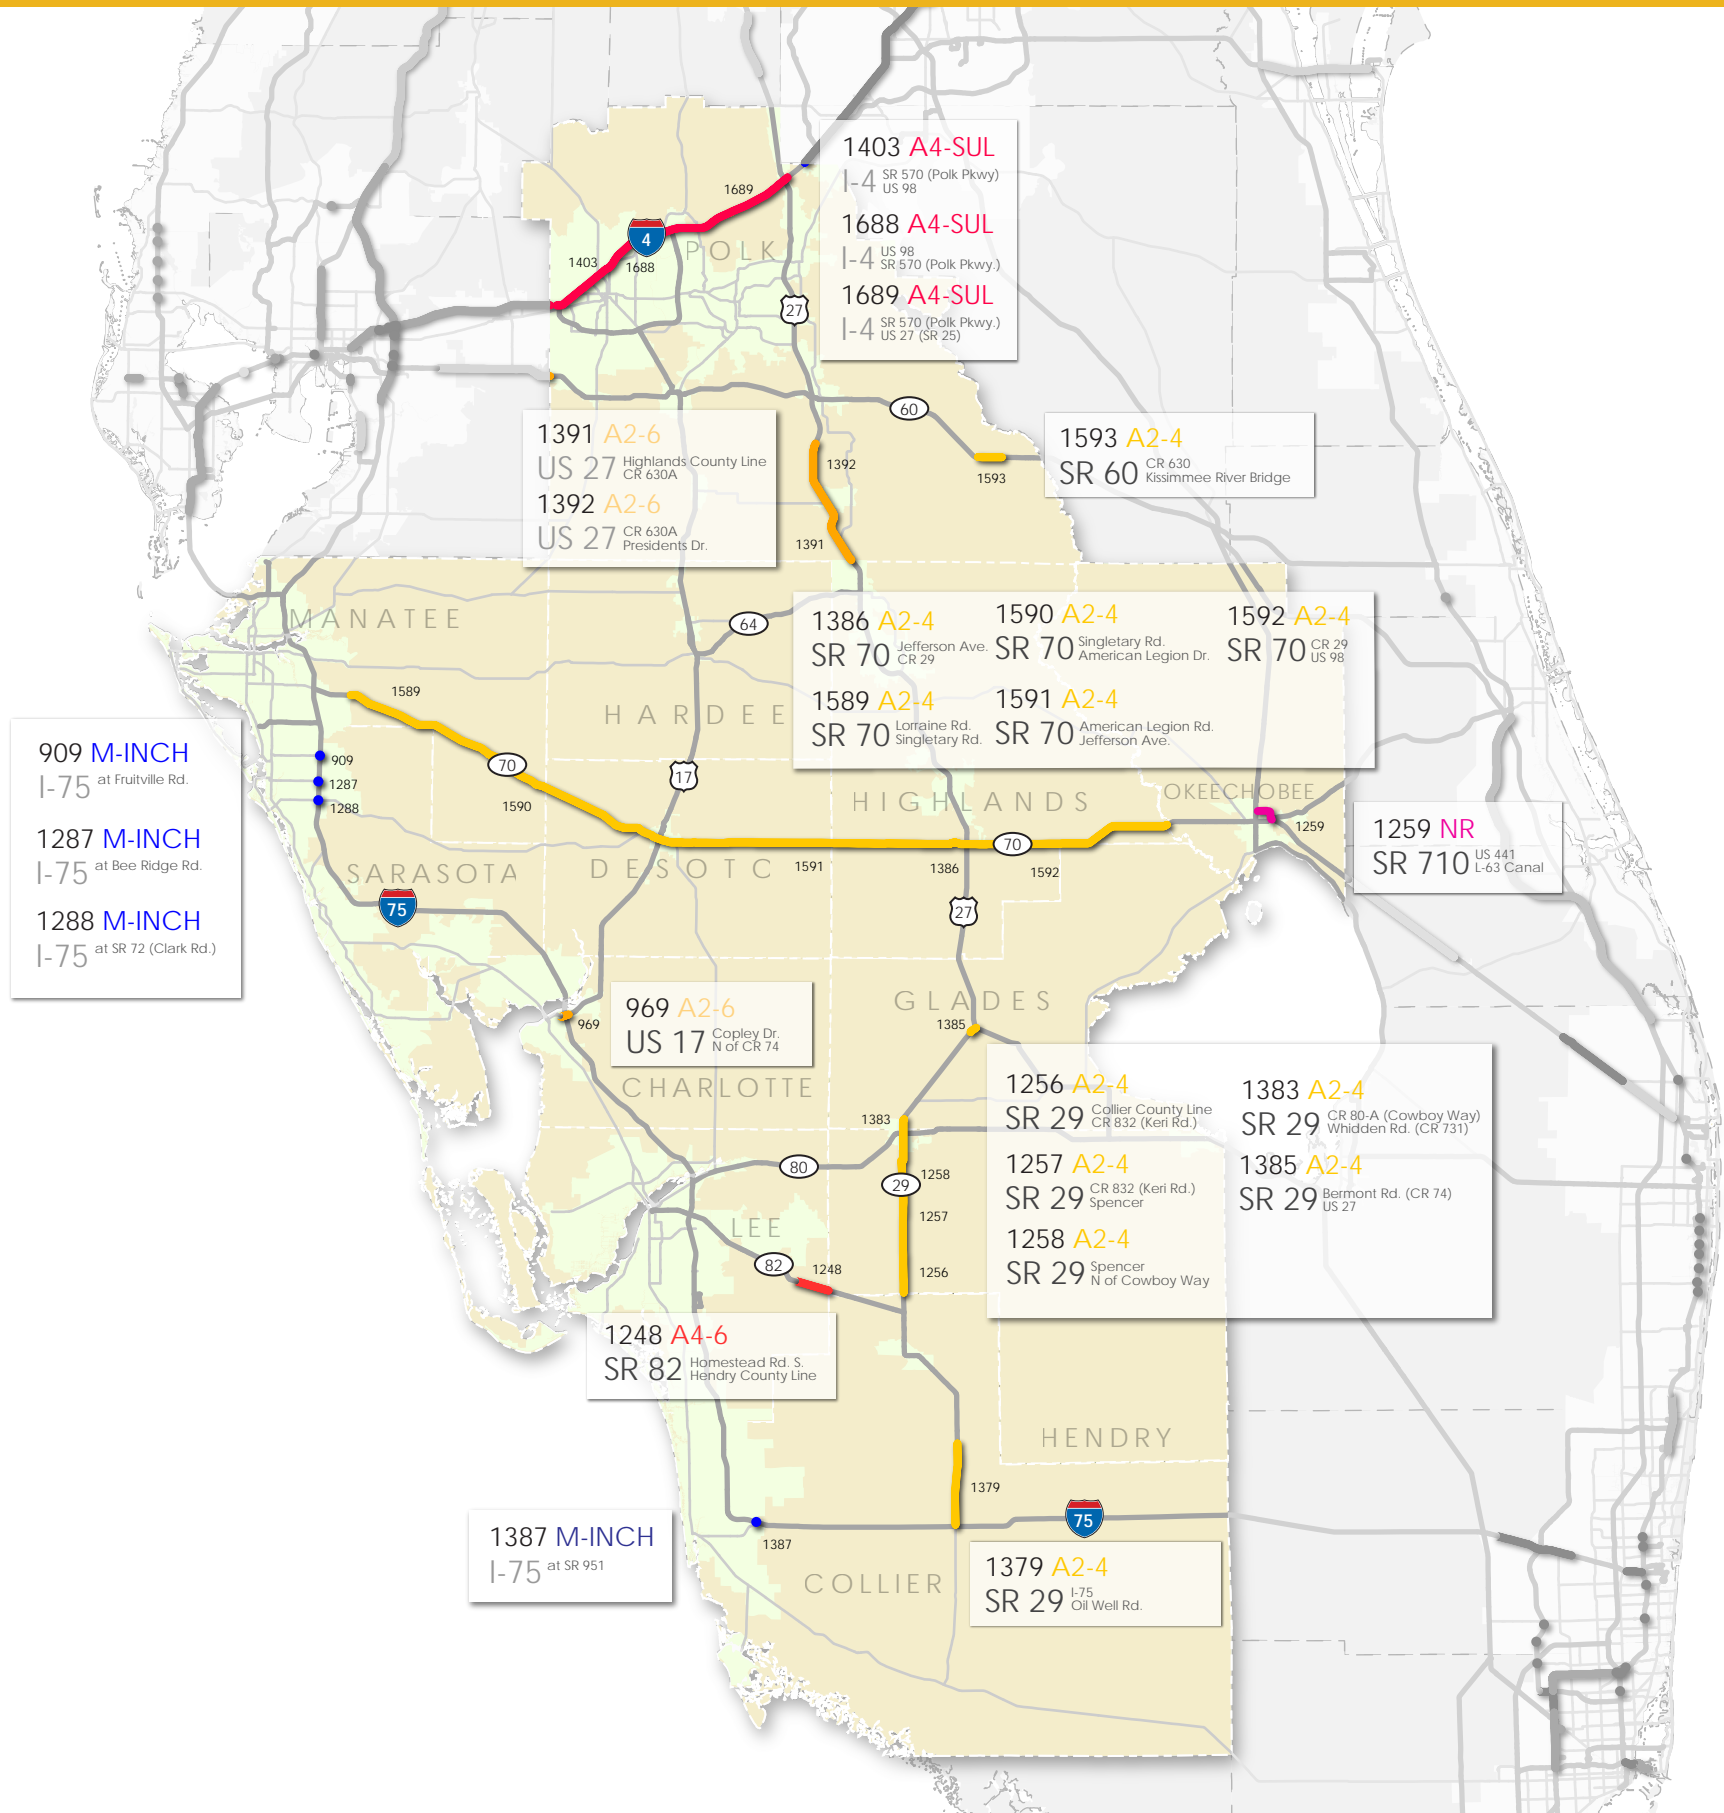 1403 A4-SUL
I-4 SR 570 (Polk Pkwy)
US 98
1688 A4-SUL
I-4 US 98
SR 570 (Polk Pkwy.)
1689 A4-SUL
I-4 SR 570 (Polk Pkwy.)
US 27 (SR 25)
1689
4
POLK
1403
1688
27
60
1391 A2-6
US 27 Highlands County Line
CR 630A
1392 A2-6
US 27 CR 630A
Presidents Dr.
1392
1391
1593
1593 A2-4
SR 60 CR 630
Kissimmee River Bridge
MANATEE
64
1386 A2-4
SR 70 Jefferson Ave.
CR 29
1590 A2-4
SR 70 Singletary Rd.
American Legion Dr.
1592 A2-4
SR 70 CR 29
US 98
1589 A2-4
SR 70 Lorraine Rd.
Singletary Rd.
1591 A2-4
SR 70 American Legion Rd.
Jefferson Ave.
1589
HARDEE
909 M-INCH
I-75 at Fruitville Rd.
1287 M-INCH
I-75 at Bee Ridge Rd.
1288 M-INCH
I-75 at SR 72 (Clark Rd.)
909
1287
1288
70
17
1590
HIGHLANDS
OKEECHOBEE
1259
1259 NR
SR 710 US 441
L-63 Canal
SARASOTA
DESOTC
1591
1386
70
1592
75
27
969
969 A2-6
US 17 Copley Dr.
N of CR 74
GLADES
1385
CHARLOTTE
1383
1256 A2-4
SR 29 Collier County Line
CR 832 (Keri Rd.)
1257 A2-4
SR 29 CR 832 (Keri Rd.)
Spencer
1258 A2-4
SR 29 Spencer
N of Cowboy Way
1383 A2-4
SR 29 CR 80-A (Cowboy Way)
Whidden Rd. (CR 731)
1385 A2-4
SR 29 Bermont Rd. (CR 74)
US 27
80
29
1258
1257
1256
LEE
82
1248
1248 A4-6
SR 82 Homestead Rd. S.
Hendry County Line
HENDRY
1379
75
1387 M-INCH
I-75 at SR 951
1387
COLLIER
1379 A2-4
SR 29 I-75
Oil Well Rd.